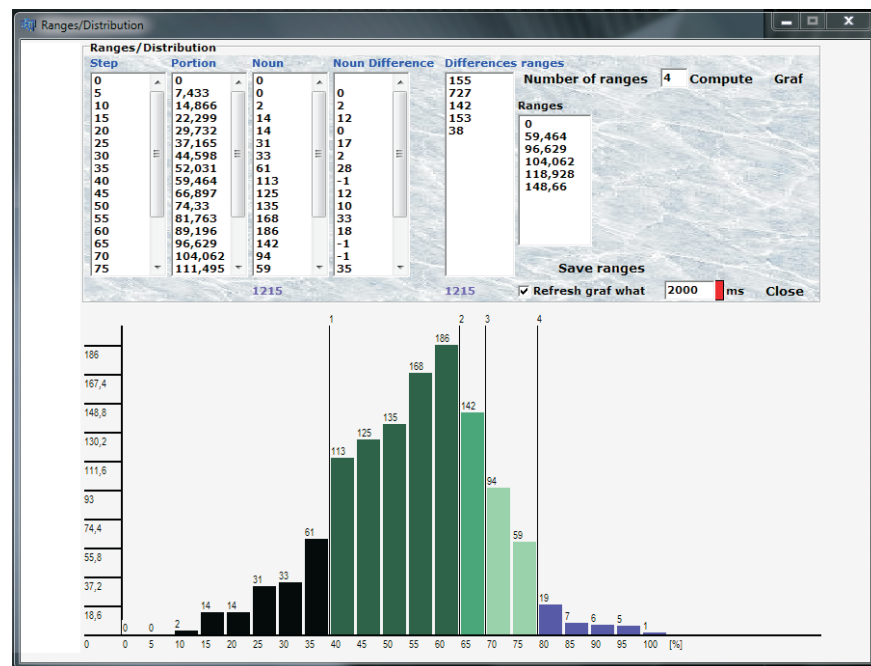 Ranges/Distribution
Ranges/Distribution
Step Portion Noun Noun Difference Differences ranges
Number of ranges 4 Compute Graf
0 0 0 155
5 7,433 0 0 727
10 14,866 2 2 142
15 22,299 14 12 153
20 29,732 14 0 38
25 37,165 31 17
30 44,598 33 2
35 52,031 61 28
40 59,464 113 -1
45 66,897 125 12
50 74,33 135 10
55 81,763 168 33
60 89,196 186 18
65 96,629 142 -1
70 104,062 94 -1
75 111,495 59 35
Ranges
0
59,464
96,629
104,062
118,928
148,66
Save ranges
1215 1215
Refresh graf what 2000 ms Close
1 2 3 4
186
167,4
148,8
130,2
111,6
93
74,4
55,8
37,2
18,6
0 0 2 14 14 31 33 61 113 125 135 168 186 142 94 59 19 7 6 5 1
0 0 5 10 15 20 25 30 35 40 45 50 55 60 65 70 75 80 85 90 95 100 [%]